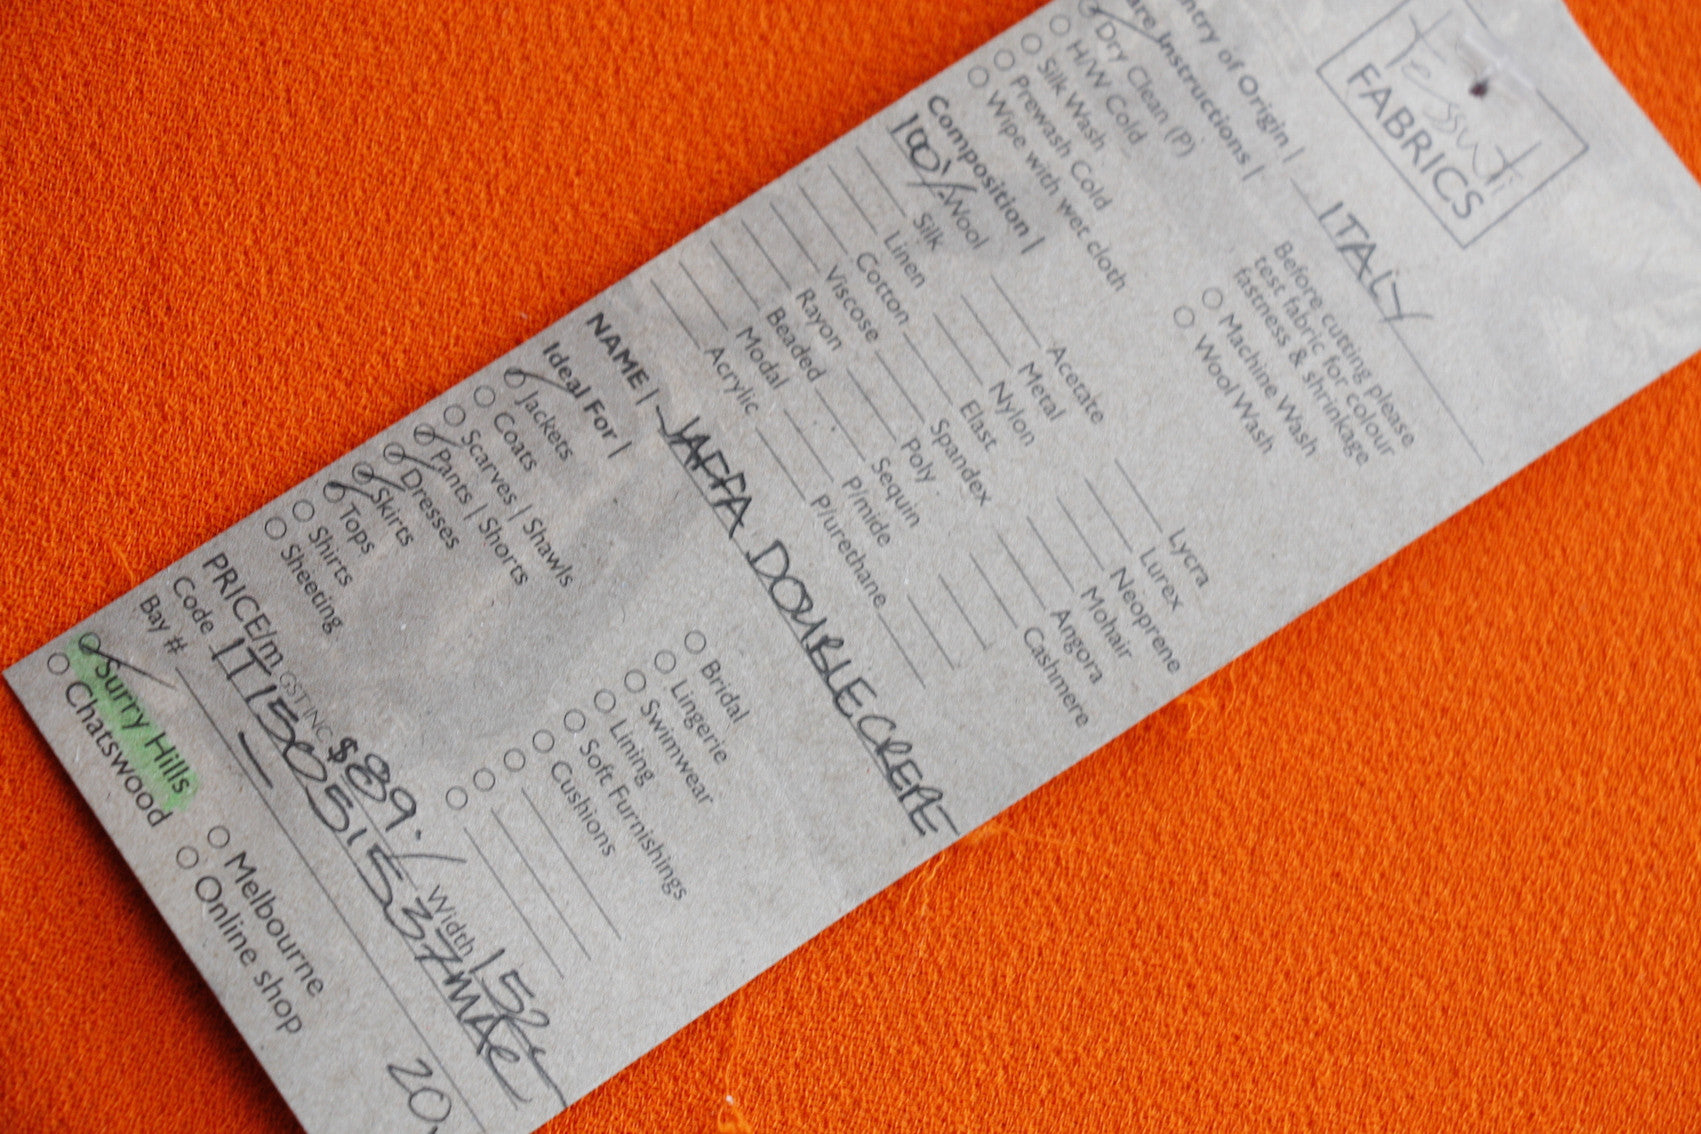 tessuti
FABRICS
ntry of Origin | ITALY
are Instructions |
Dry Clean (P)
H/W Cold
Silk Wash
Prewash Cold
Wipe with wet cloth
Before cutting please
test fabric for colour
fastness & shrinkage
Machine Wash
Wool Wash
Composition |
100% Wool
Silk
Linen
Cotton
Viscose
Rayon
Beaded
Modal
Acrylic
Acetate
Metal
Nylon
Elast
Spandex
Poly
Sequin
P/mide
P/urethane
Lycra
Lurex
Neoprene
Mohair
Angora
Cashmere
NAME | JAFFA DOUBLE CREPE
Ideal For |
Jackets
Coats
Scarves | Shawls
Pants | Shorts
Dresses
Skirts
Tops
Shirts
Sheeting
Bridal
Lingerie
Swimwear
Lining
Soft Furnishings
Cushions
PRICE/m GST INC $89. Width 150
Code IT150515
Bay #
Surry Hills
Chatswood
Melbourne
Online shop
20